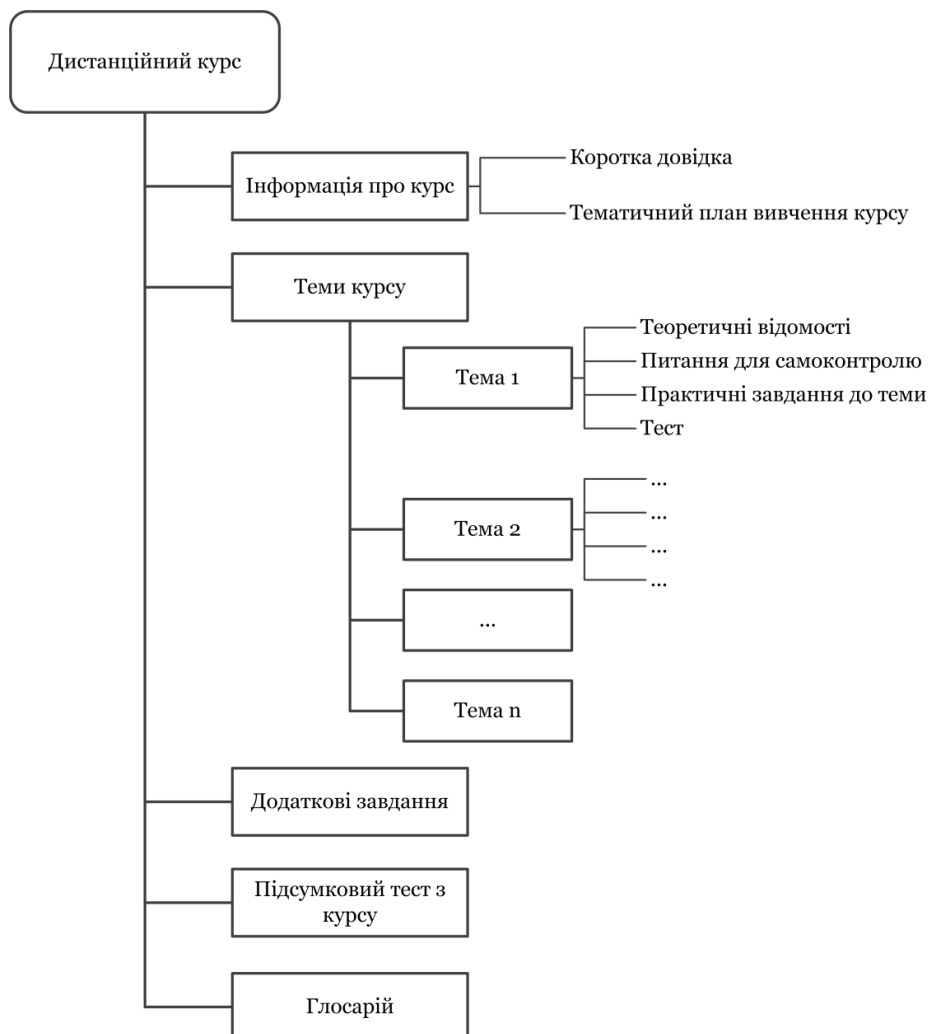 Дистанційний курс
Інформація про курс
Коротка довідка
Тематичний план вивчення курсу
Теми курсу
Тема 1
Теоретичні відомості
Питання для самоконтролю
Практичні завдання до теми
Тест
Тема 2
...
...
...
...
...
Тема n
Додаткові завдання
Підсумковий тест з
курсу
Глосарій